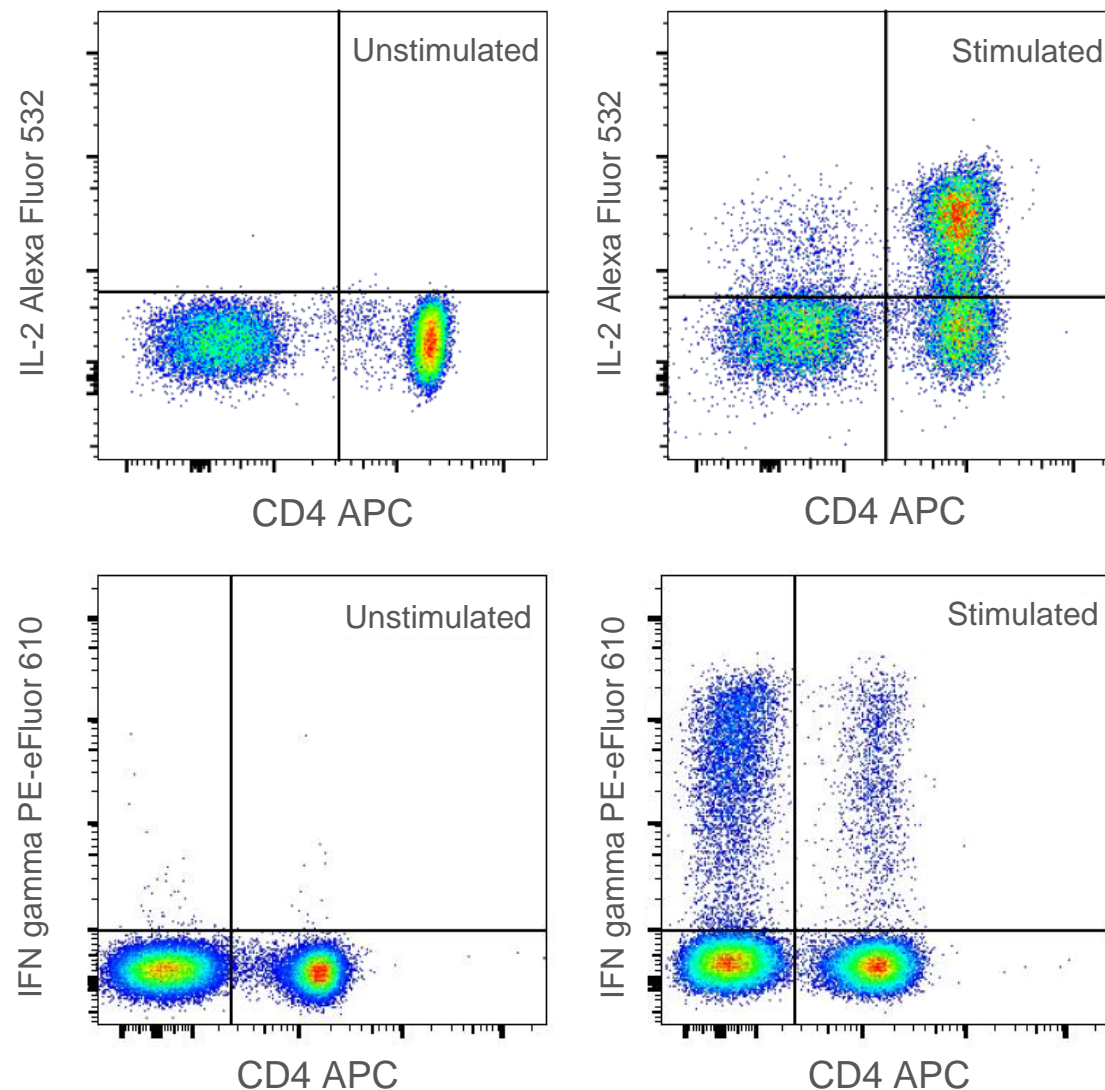 Unstimulated
IL-2 Alexa Fluor 532
CD4 APC
Stimulated
IL-2 Alexa Fluor 532
CD4 APC
Unstimulated
IFN gamma PE-eFluor 610
CD4 APC
Stimulated
IFN gamma PE-eFluor 610
CD4 APC